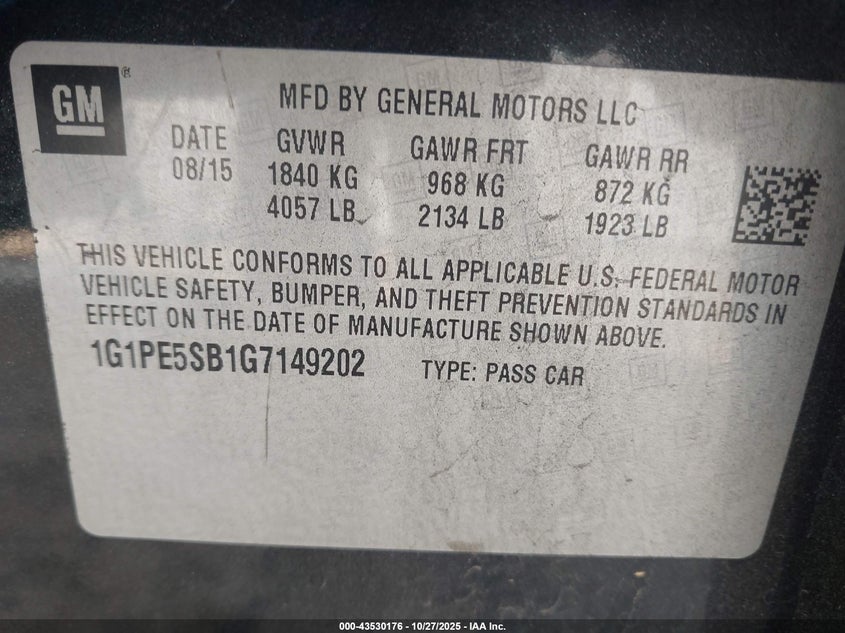 GM®
MFD BY GENERAL MOTORS LLC
DATE GVWR GAWR FRT GAWR RR
08/15 1840 KG 968 KG 872 KG
4057 LB 2134 LB 1923 LB
THIS VEHICLE CONFORMS TO ALL APPLICABLE U.S. FEDERAL MOTOR
VEHICLE SAFETY, BUMPER, AND THEFT PREVENTION STANDARDS IN
EFFECT ON THE DATE OF MANUFACTURE SHOWN ABOVE.
1G1PE5SB1G7149202 TYPE: PASS CAR
000-43530176 - 10/27/2025 - IAA Inc.